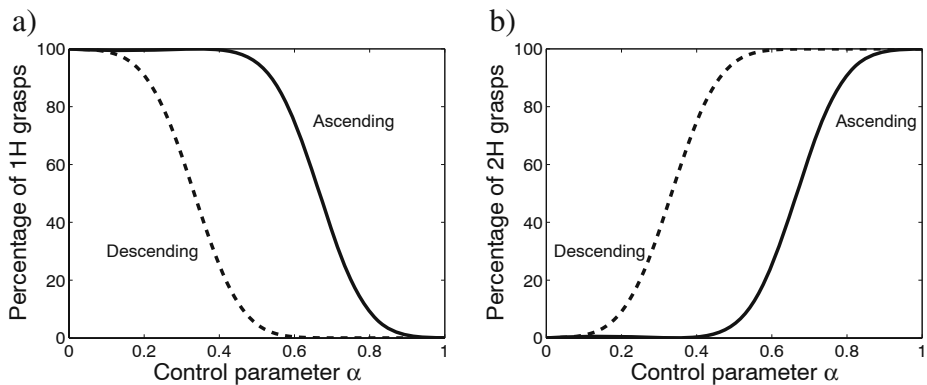 a)
Percentage of 1H grasps
100
80
60
40
20
0
Ascending
Descending
0 0.2 0.4 0.6 0.8 1
Control parameter α
b)
Percentage of 2H grasps
100
80
60
40
20
0
Ascending
Descending
0 0.2 0.4 0.6 0.8 1
Control parameter α